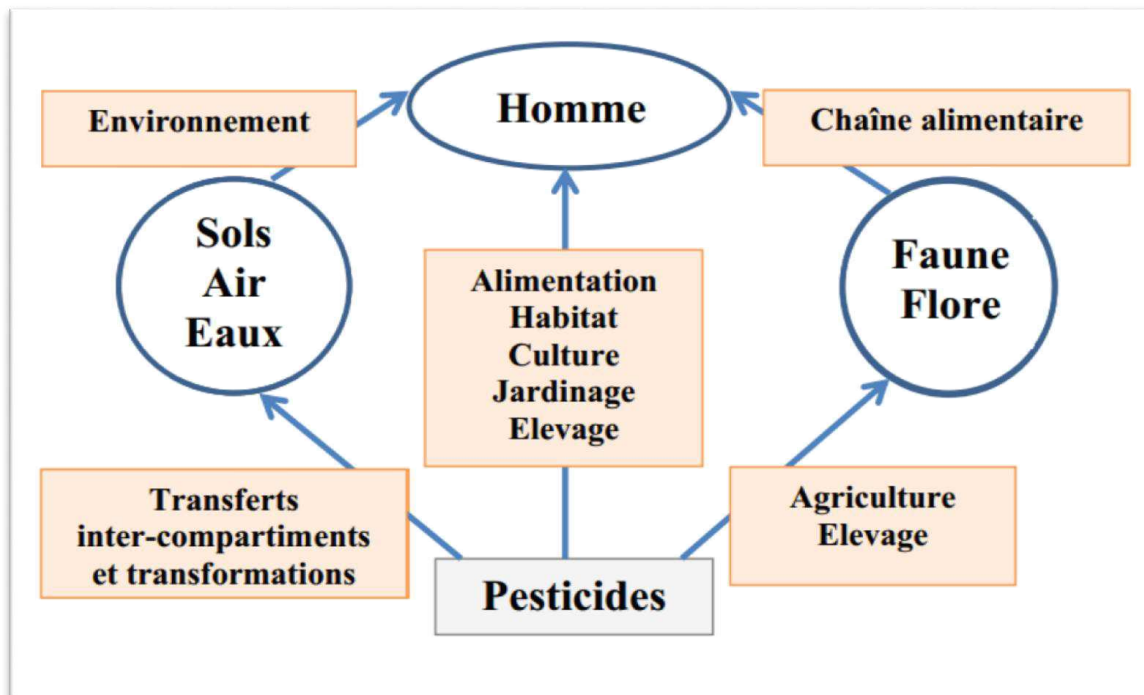 Homme
Environnement
Chaîne alimentaire
Sols
Air
Eaux
Alimentation
Habitat
Culture
Jardinage
Elevage
Faune
Flore
Transferts
inter-compartiments
et transformations
Agriculture
Elevage
Pesticides